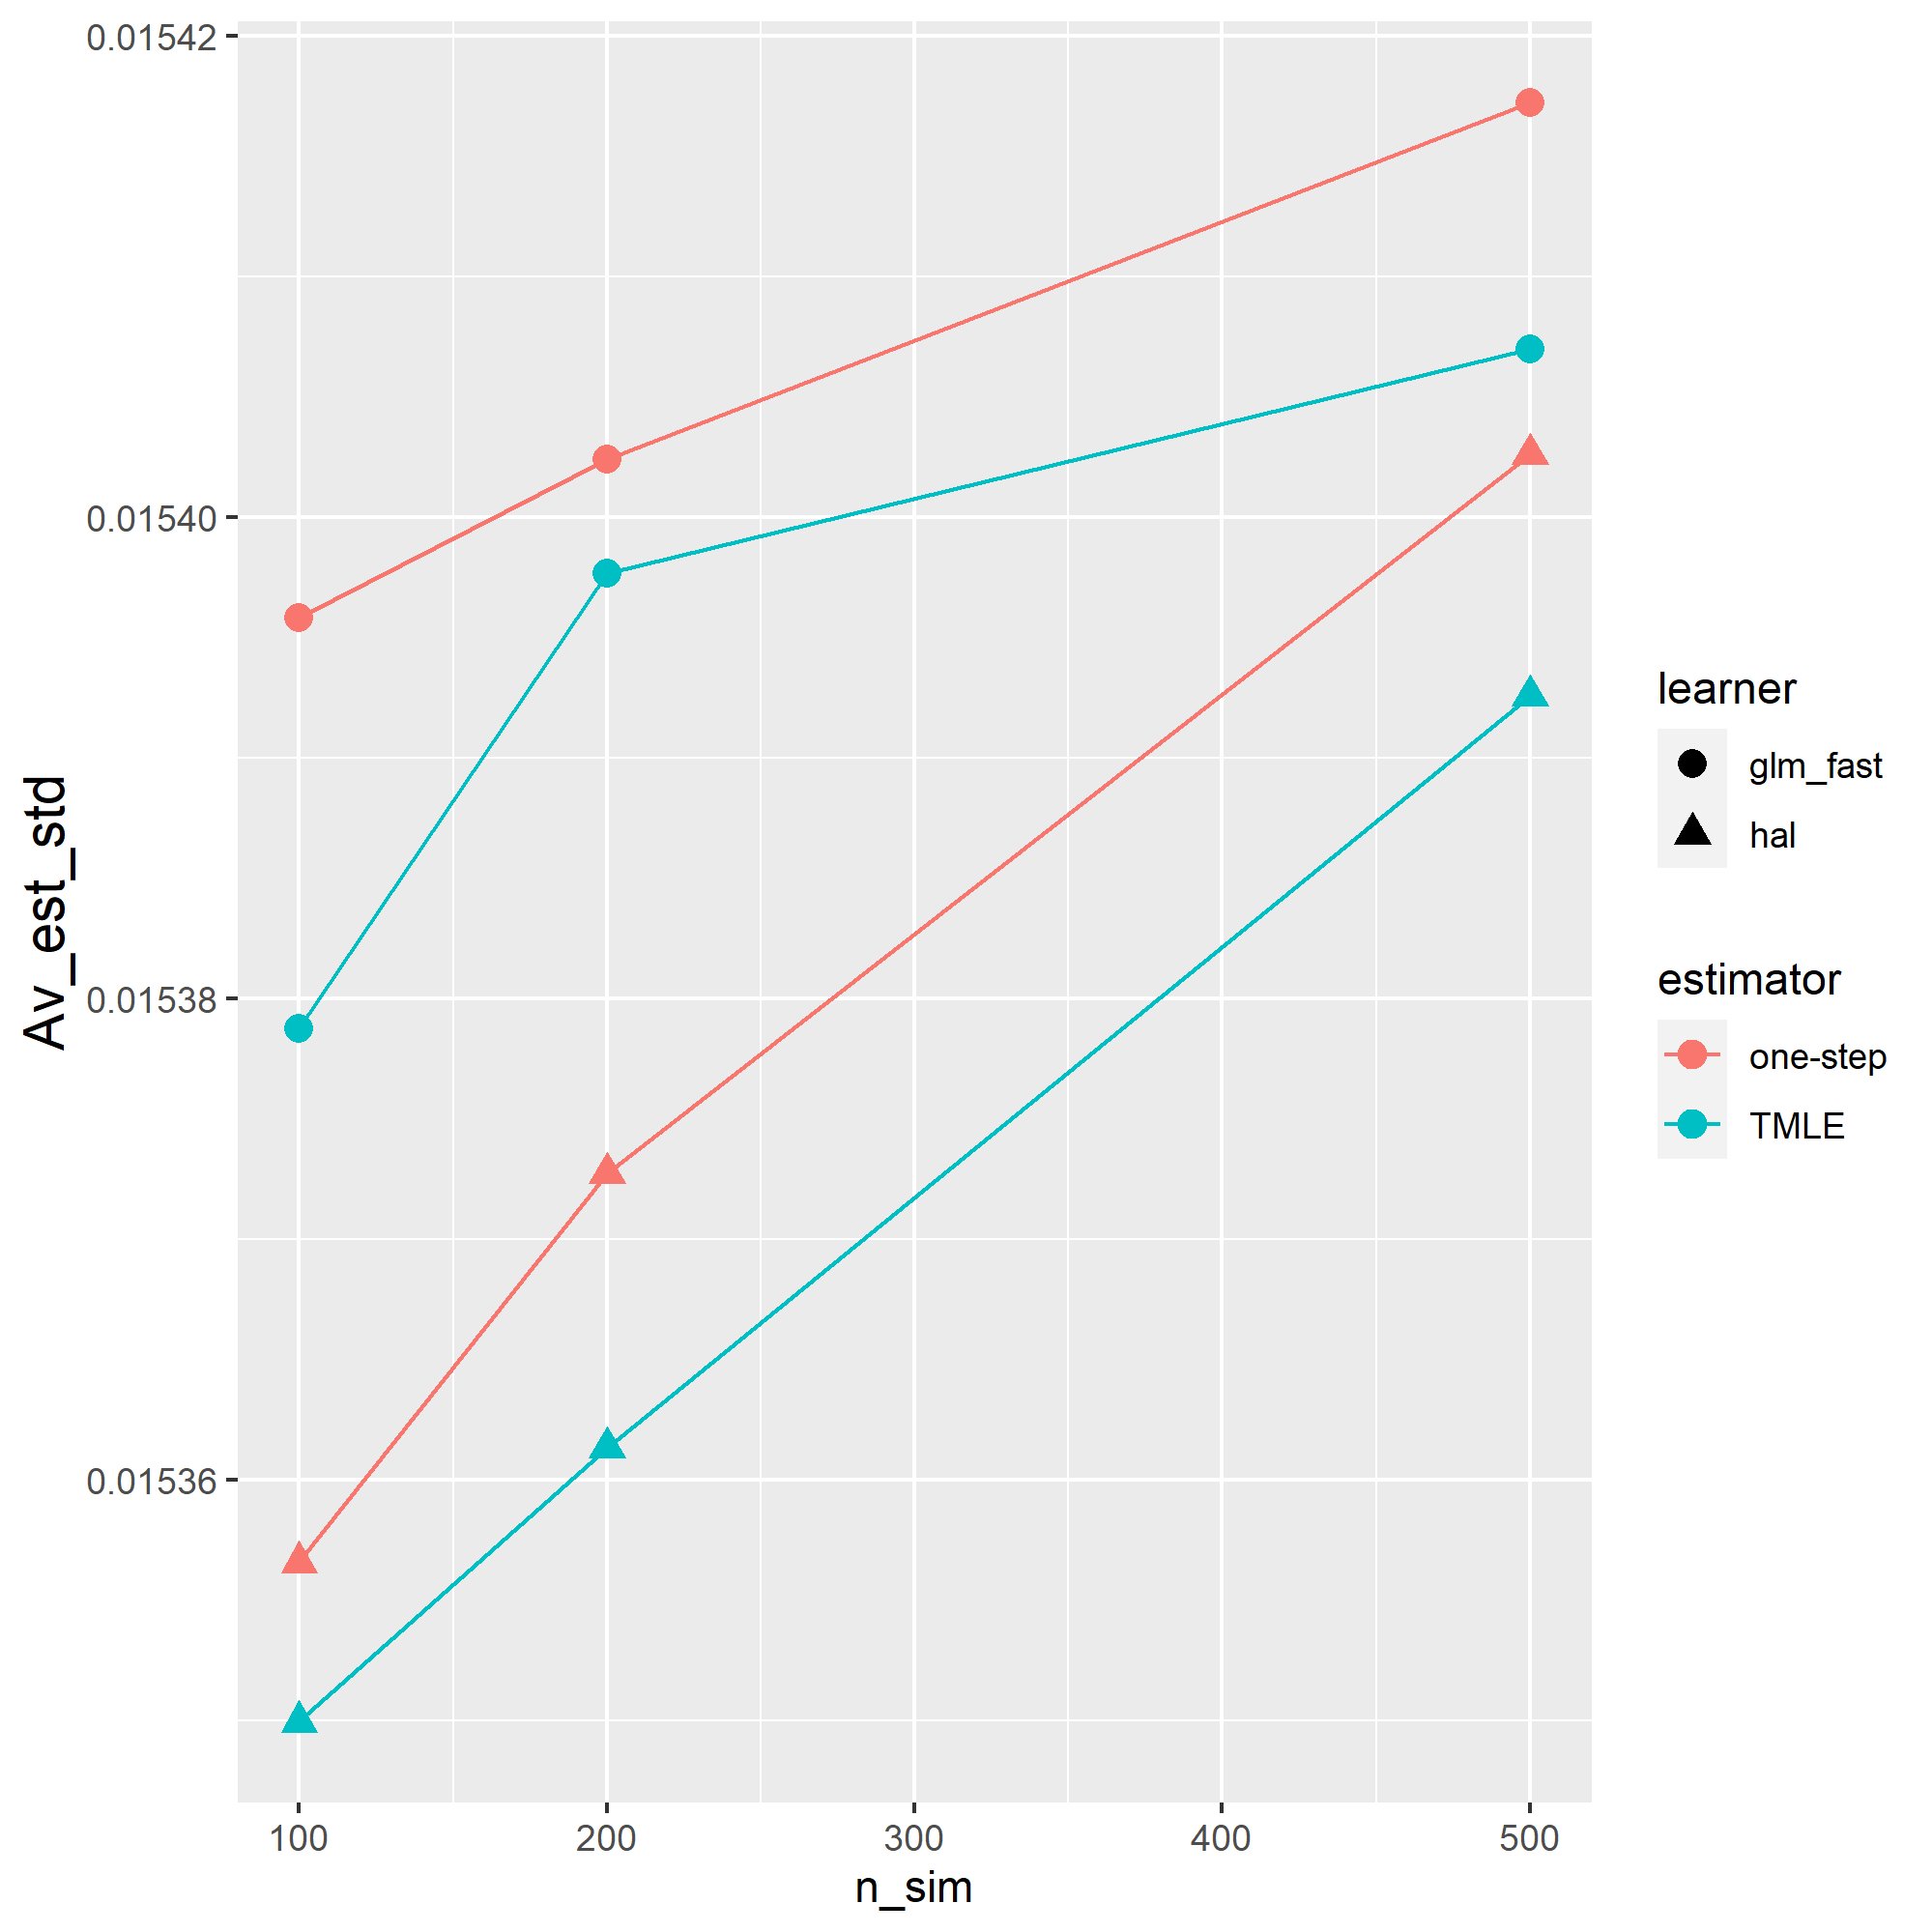 0.01542
0.01540
0.01538
0.01536
Av_est_std
100 200 300 400 500
n_sim
learner
glm_fast
hal
estimator
one-step
TMLE